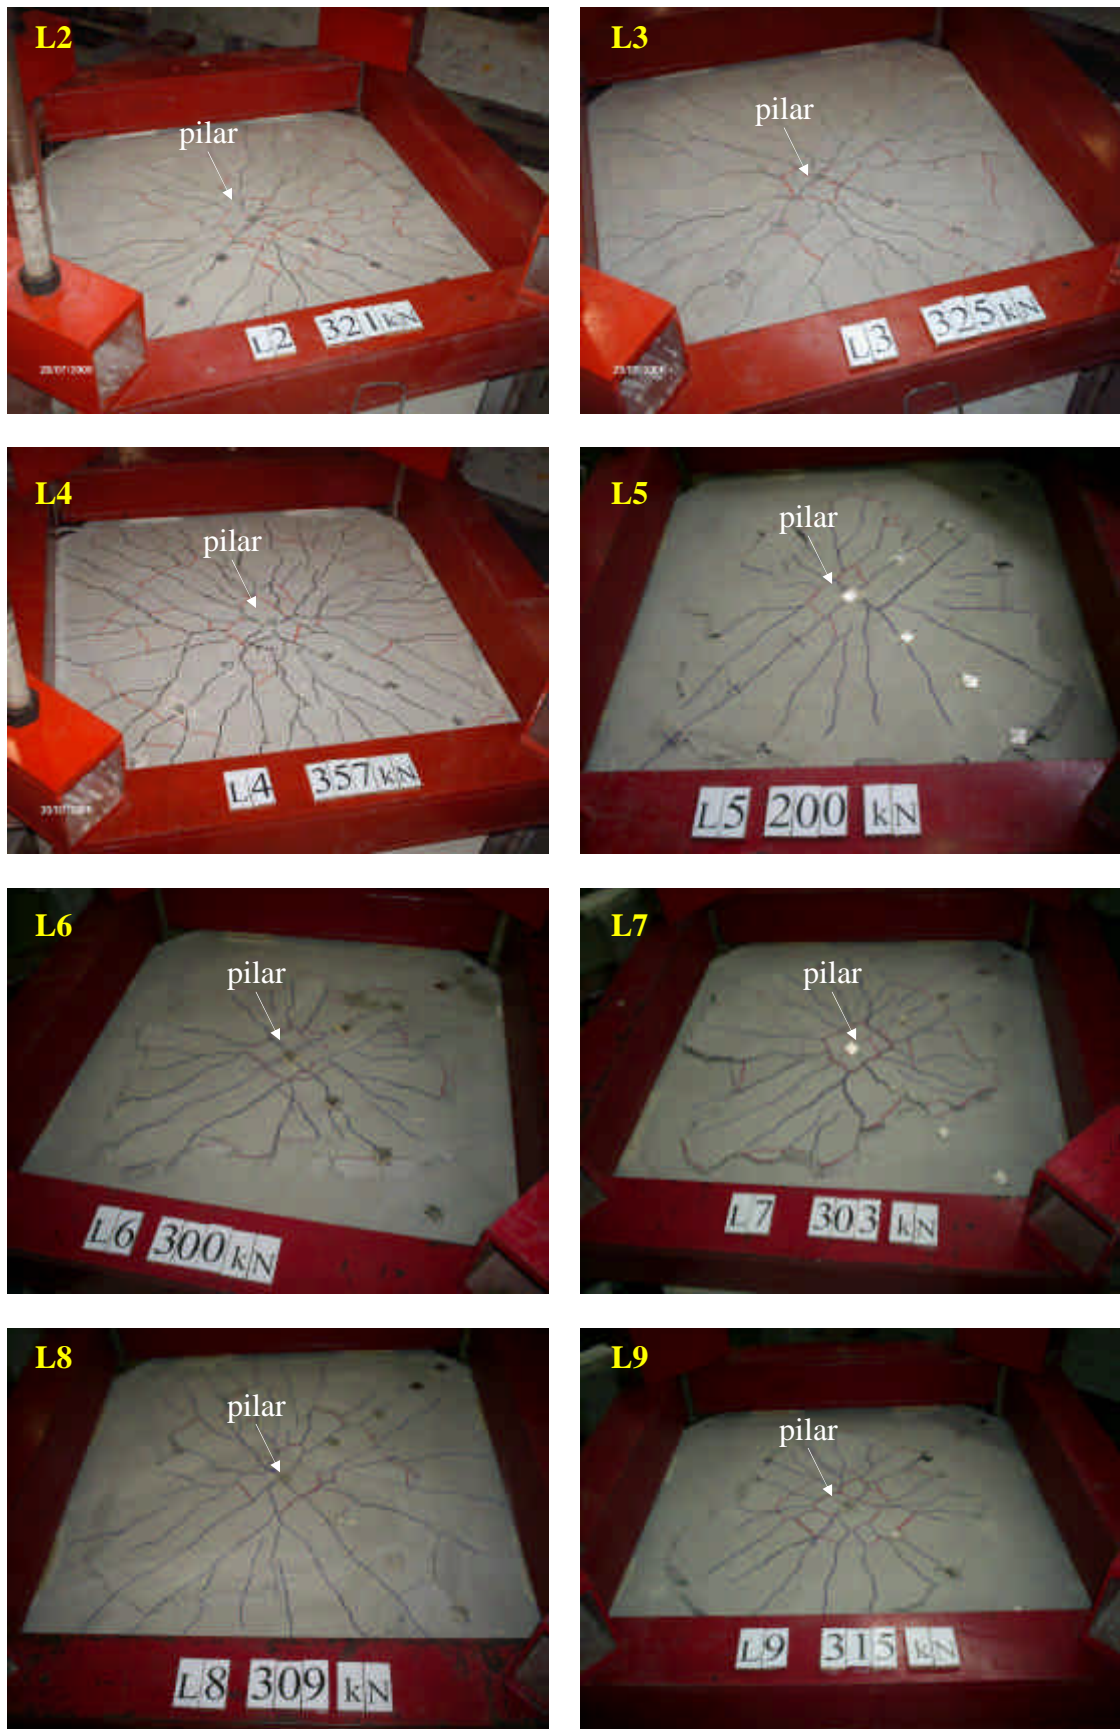 L2
pilar
L2 321 kN
L3
pilar
L3 325 kN
L4
pilar
L4 357 kN
L5
pilar
L5 200 kN
L6
pilar
L6 300 kN
L7
pilar
L7 303 kN
L8
pilar
L8 309 kN
L9
pilar
L9 315 kN